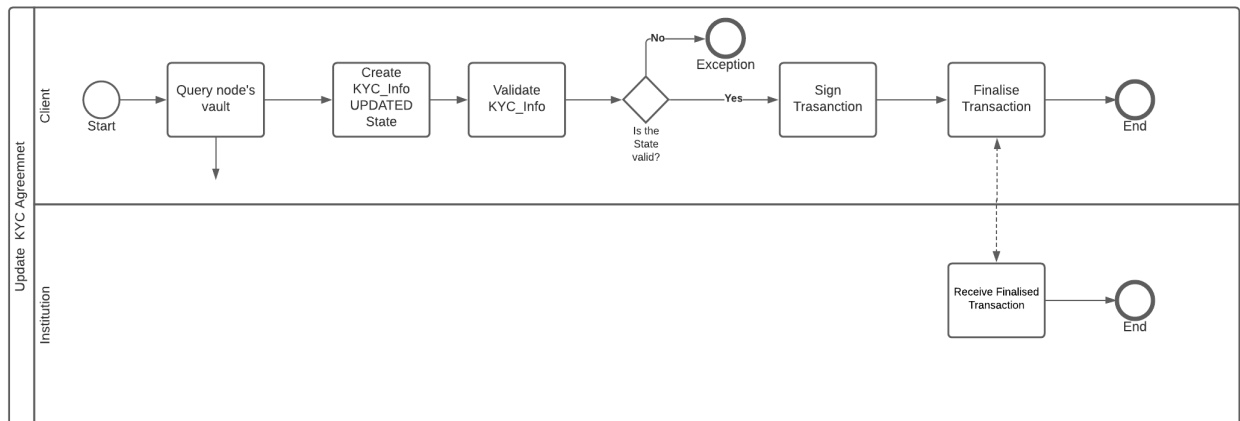 Update  KYC Agreemnet
Client
Start
Query node's
vault
Create
KYC_Info
UPDATED
State
Validate
KYC_Info
Is the
State
valid?
No
Exception
Yes
Sign
Trasanction
Finalise
Transaction
End
Institution
Receive Finalised
Transaction
End